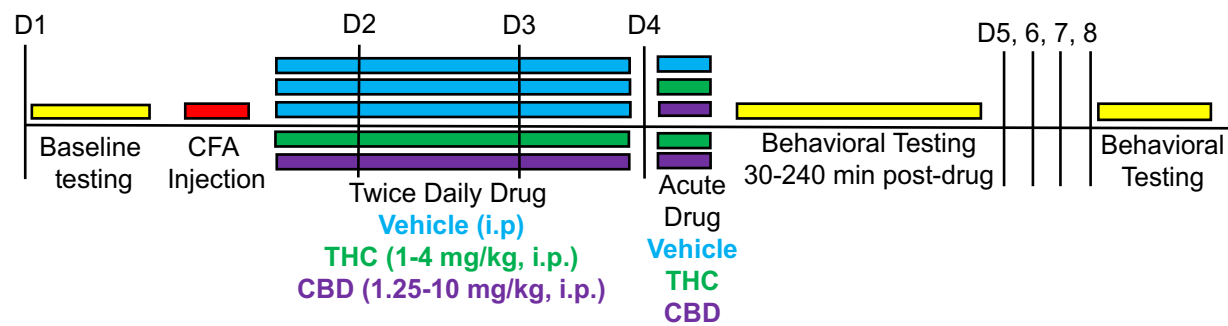 D1
D2
D3
D4
D5, 6, 7, 8
Baseline
testing
CFA
Injection
Twice Daily Drug
Vehicle (i.p)
THC (1-4 mg/kg, i.p.)
CBD (1.25-10 mg/kg, i.p.)
Acute
Drug
Vehicle
THC
CBD
Behavioral Testing
30-240 min post-drug
Behavioral
Testing